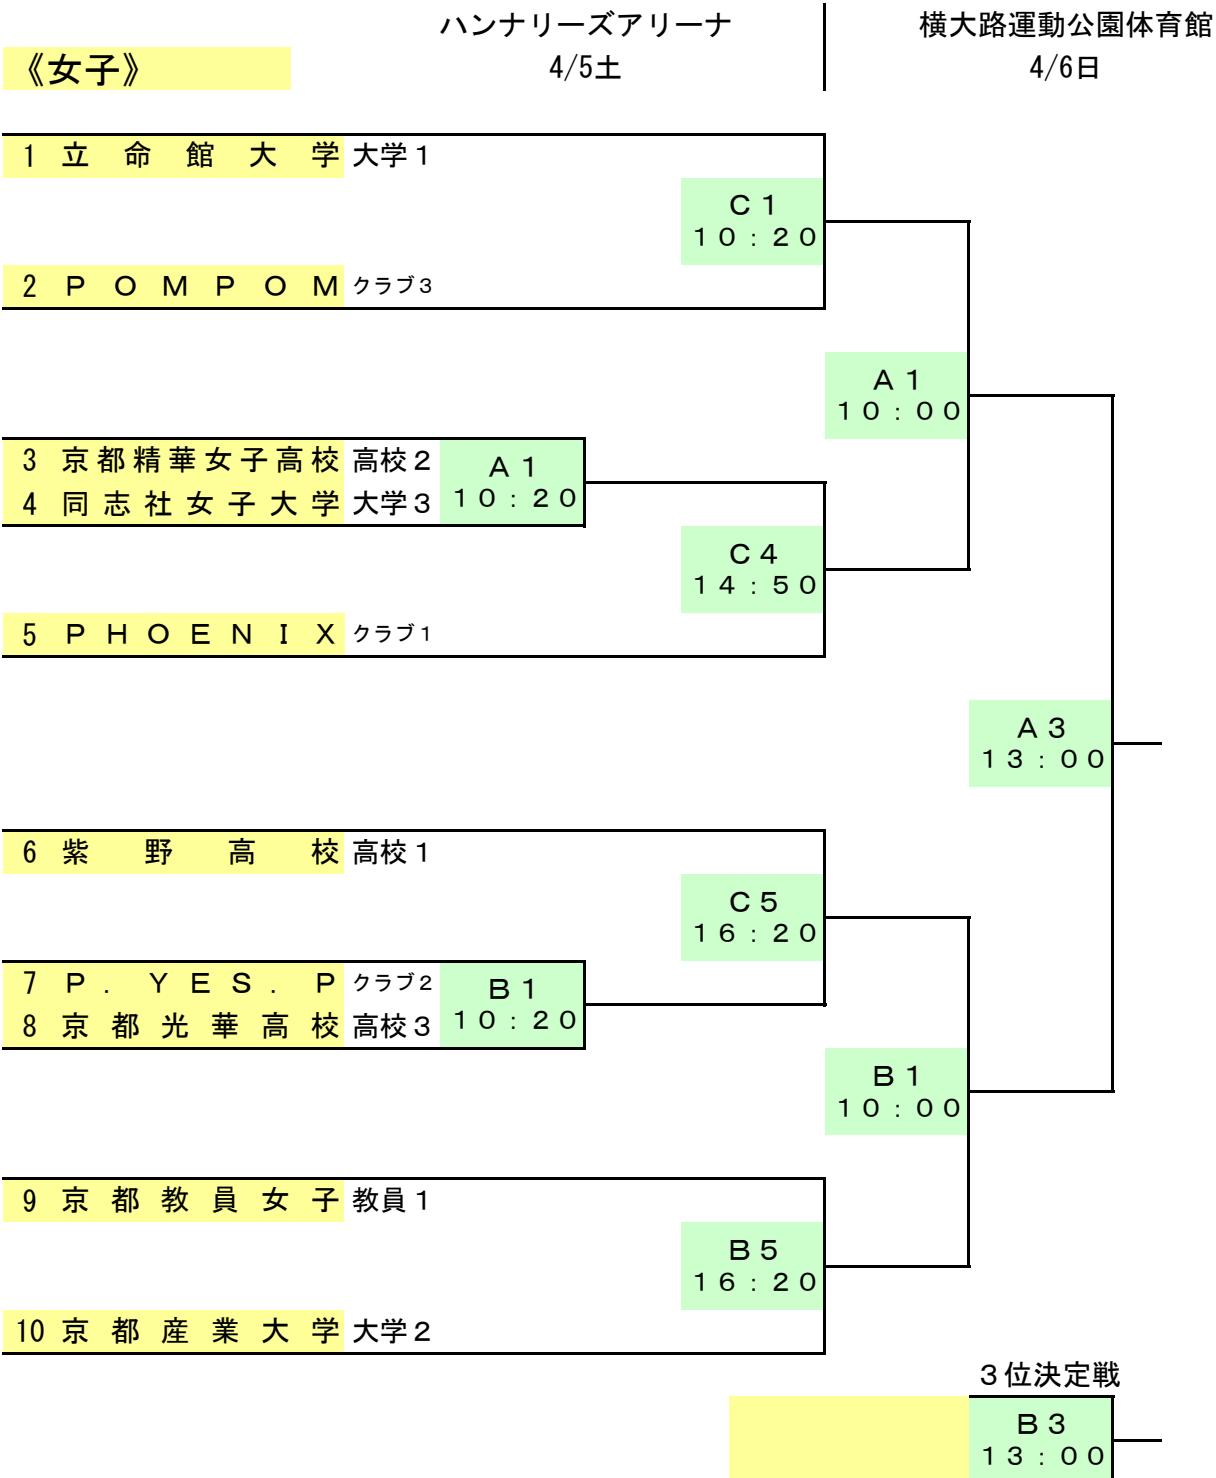 ハンナリーズアリーナ 横大路運動公園体育館
《女子》 4/5土 4/6日
1 立命館大学 大学1
C1
10:20
2 POMPOM クラブ3
A1
10:00
3 京都精華女子高校 高校2
4 同志社女子大学 大学3
A1
10:20
C4
14:50
5 PHOENIX クラブ1
A3
13:00
6 紫野高校 高校1
C5
16:20
7 P.YES.P クラブ2
8 京都光華高校 高校3
B1
10:20
B1
10:00
9 京都教員女子 教員1
B5
16:20
10 京都産業大学 大学2
3位決定戦
B3
13:00